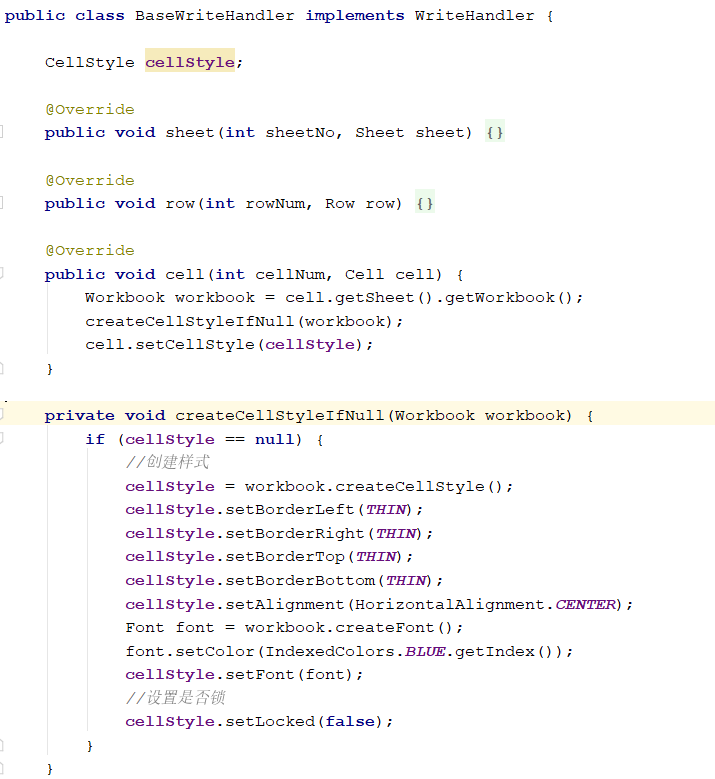 public class BaseWriteHandler implements WriteHandler {
CellStyle cellStyle;
@Override
public void sheet(int sheetNo, Sheet sheet) {}
@Override
public void row(int rowNum, Row row) {}
@Override
public void cell(int cellNum, Cell cell) {
Workbook workbook = cell.getSheet().getWorkbook();
createCellStyleIfNull(workbook);
cell.setCellStyle(cellStyle);
}
private void createCellStyleIfNull(Workbook workbook) {
if (cellStyle == null) {
//创建样式
cellStyle = workbook.createCellStyle();
cellStyle.setBorderLeft(THIN);
cellStyle.setBorderRight(THIN);
cellStyle.setBorderTop(THIN);
cellStyle.setBorderBottom(THIN);
cellStyle.setAlignment(HorizontalAlignment.CENTER);
Font font = workbook.createFont();
font.setColor(IndexedColors.BLUE.getIndex());
cellStyle.setFont(font);
//设置是否锁
cellStyle.setLocked(false);
}
}